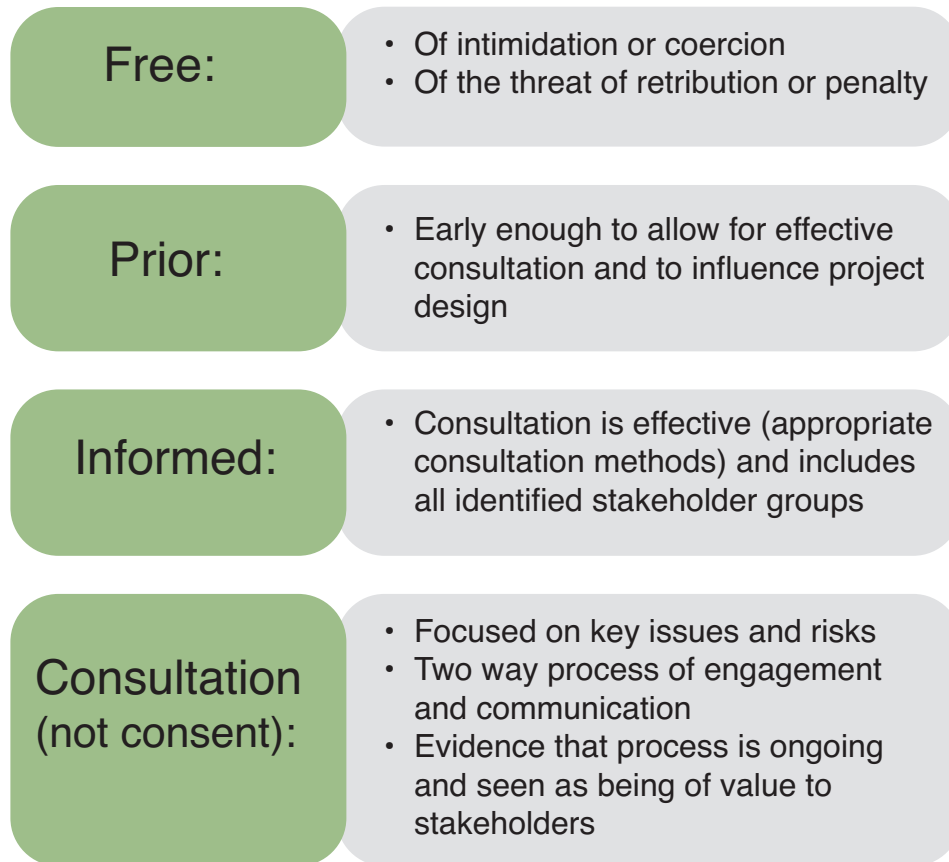 Free:
• Of intimidation or coercion
• Of the threat of retribution or penalty
Prior:
• Early enough to allow for effective
consultation and to influence project
design
Informed:
• Consultation is effective (appropriate
consultation methods) and includes
all identified stakeholder groups
Consultation
(not consent):
• Focused on key issues and risks
• Two way process of engagement
and communication
• Evidence that process is ongoing
and seen as being of value to
stakeholders